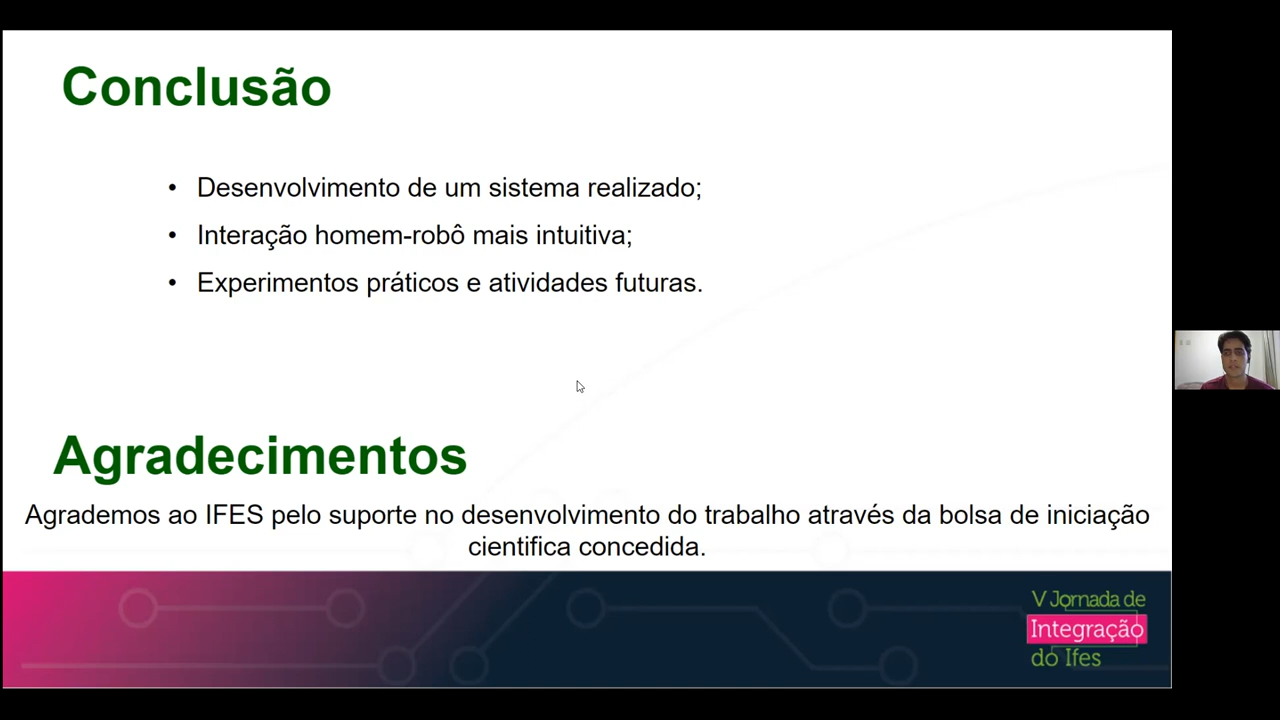 Conclusão
• Desenvolvimento de um sistema realizado;
• Interação homem-robô mais intuitiva;
• Experimentos práticos e atividades futuras.
Agradecimentos
Agrademos ao IFES pelo suporte no desenvolvimento do trabalho através da bolsa de iniciação
cientifica concedida.
V Jornada de
Integração
do Ifes